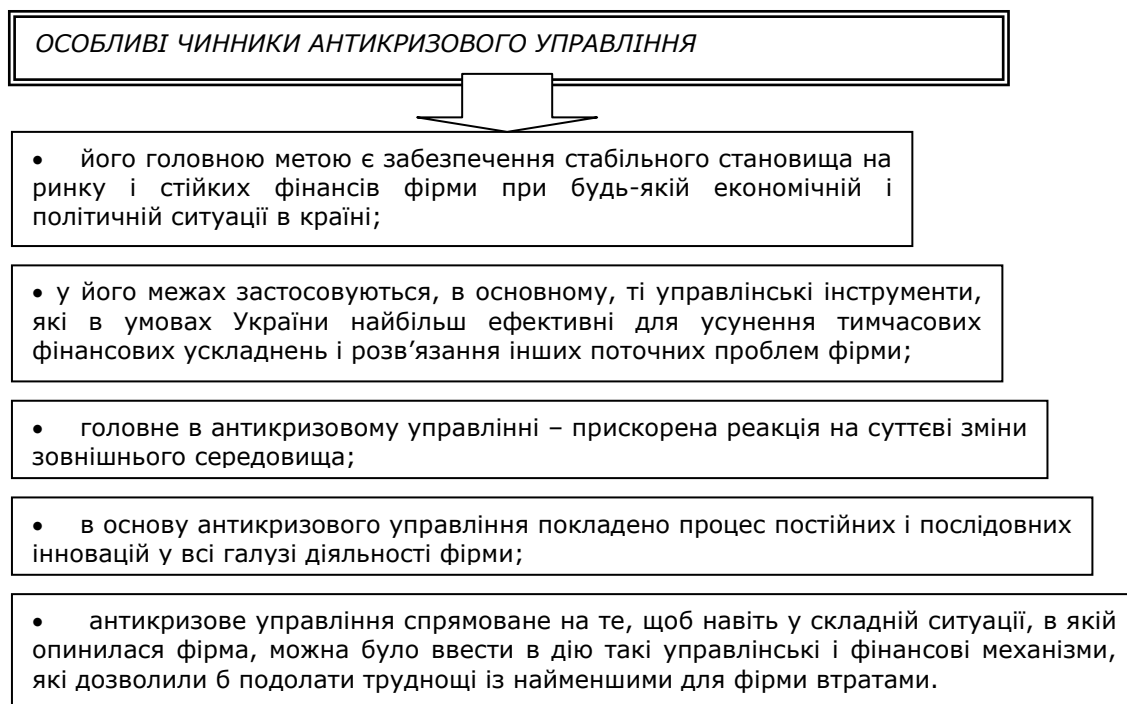 ОСОБЛИВІ ЧИННИКИ АНТИКРИЗОВОГО УПРАВЛІННЯ
• його головною метою є забезпечення стабільного становища на
ринку і стійких фінансів фірми при будь-якій економічній і
політичній ситуації в країні;
• у його межах застосовуються, в основному, ті управлінські інструменти,
які в умовах України найбільш ефективні для усунення тимчасових
фінансових ускладнень і розв’язання інших поточних проблем фірми;
• головне в антикризовому управлінні – прискорена реакція на суттєві зміни
зовнішнього середовища;
• в основу антикризового управління покладено процес постійних і послідовних
інновацій у всі галузі діяльності фірми;
• антикризове управління спрямоване на те, щоб навіть у складній ситуації, в якій
опинилася фірма, можна було ввести в дію такі управлінські і фінансові механізми,
які дозволили б подолати труднощі із найменшими для фірми втратами.